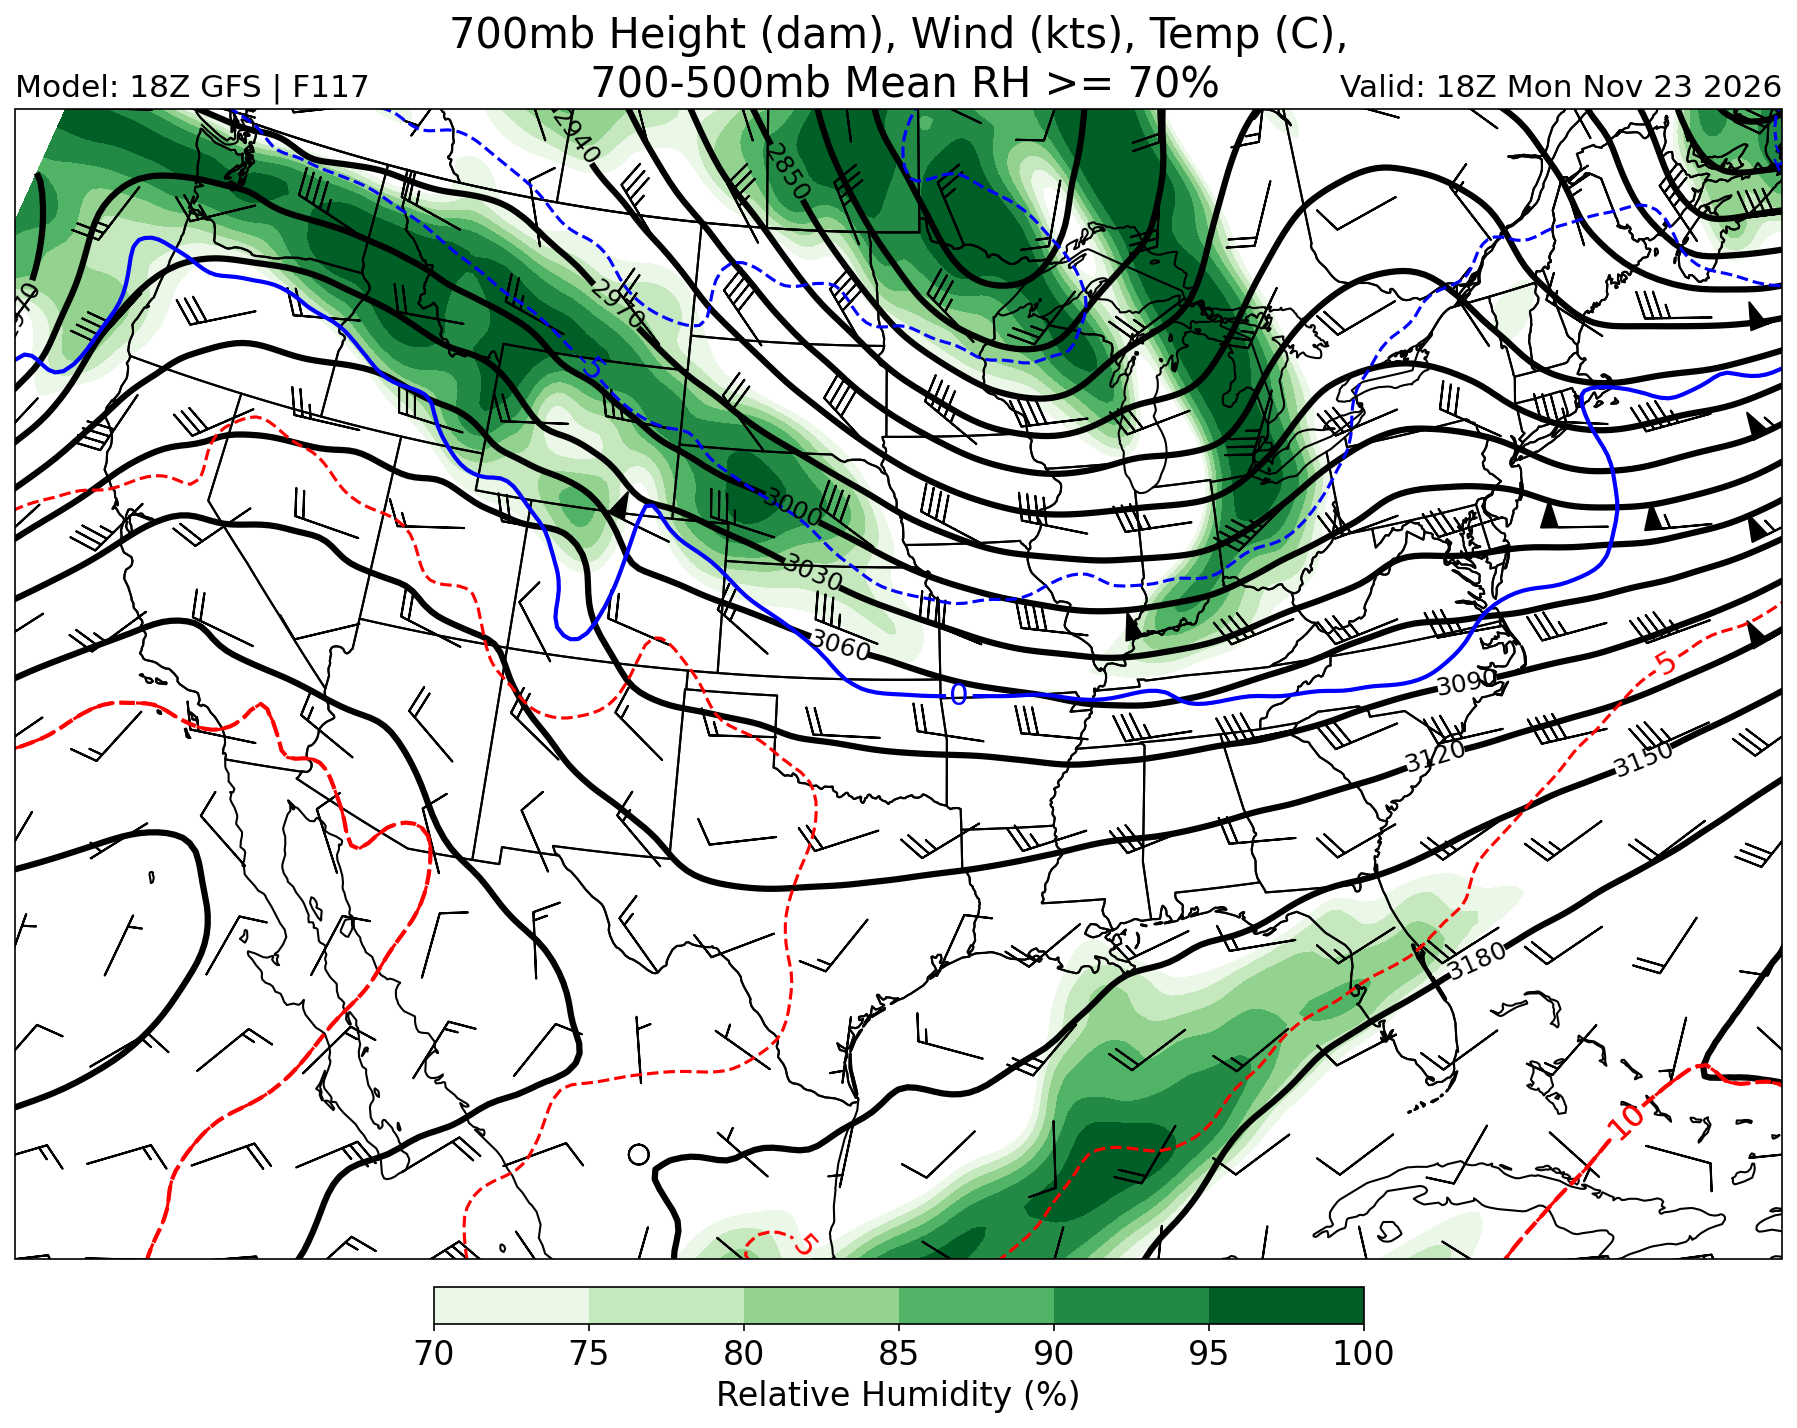 700mb Height (dam), Wind (kts), Temp (C),
700-500mb Mean RH >= 70%
Model: 18Z GFS | F117
Valid: 18Z Mon Nov 23 2026
2940
2850
2970
5
3000
3030
3060
0
3090
3120
3150
5
3180
10
5
70 75 80 85 90 95 100
Relative Humidity (%)